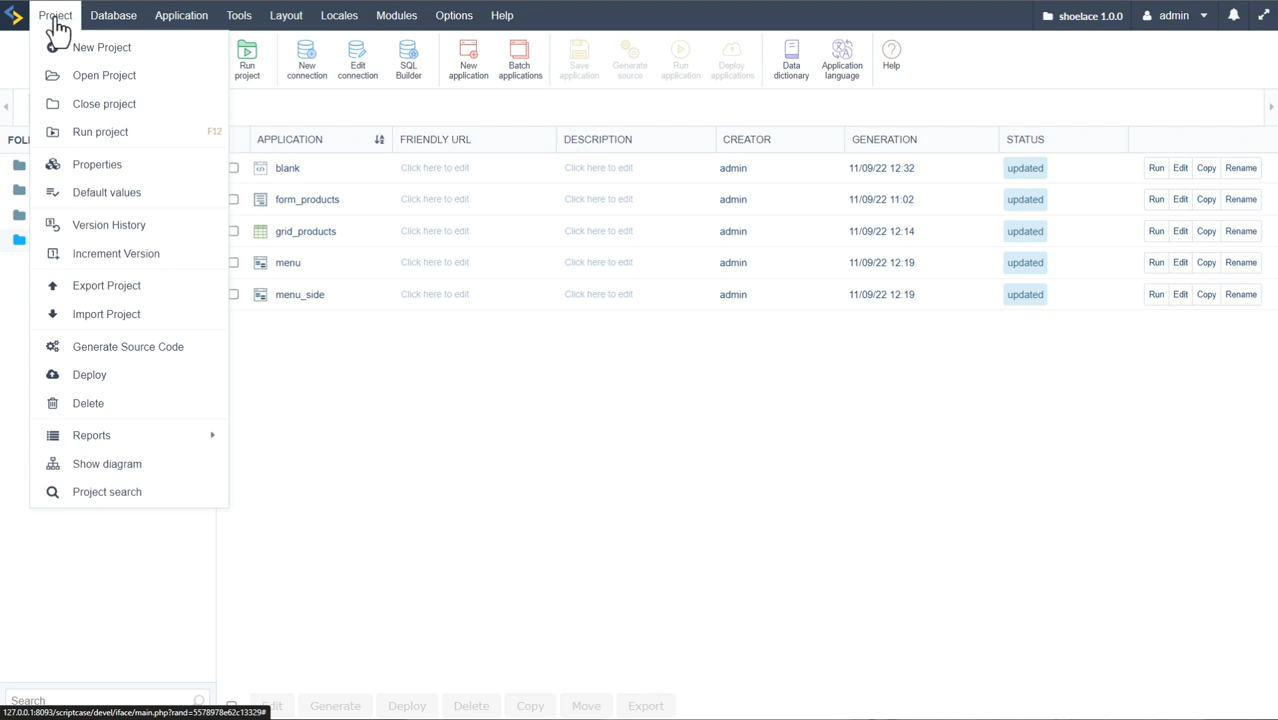 Project Database Application Tools Layout Locales Modules Options Help shoelace 1.0.0 admin
New Project
Open Project
Close project
Run project F12
Properties
Default values
Version History
Increment Version
Export Project
Import Project
Generate Source Code
Deploy
Delete
Reports
Show diagram
Project search
Run project
New connection
Edit connection
SQL Builder
New application
Batch applications
Save application
Generate source
Run application
Deploy applications
Data dictionary
Application language
Help
FOL
APPLICATION FRIENDLY URL DESCRIPTION CREATOR GENERATION STATUS
blank Click here to edit Click here to edit admin 11/09/22 12:32 updated Run Edit Copy Rename
form_products Click here to edit Click here to edit admin 11/09/22 11:02 updated Run Edit Copy Rename
grid_products Click here to edit Click here to edit admin 11/09/22 12:14 updated Run Edit Copy Rename
menu Click here to edit Click here to edit admin 11/09/22 12:19 updated Run Edit Copy Rename
menu_side Click here to edit Click here to edit admin 11/09/22 12:19 updated Run Edit Copy Rename
Search
Generate Deploy Delete Copy Move Export
127.0.0.1:8093/scriptcase/devel/iface/main.php?rand=5578978e62c13329#